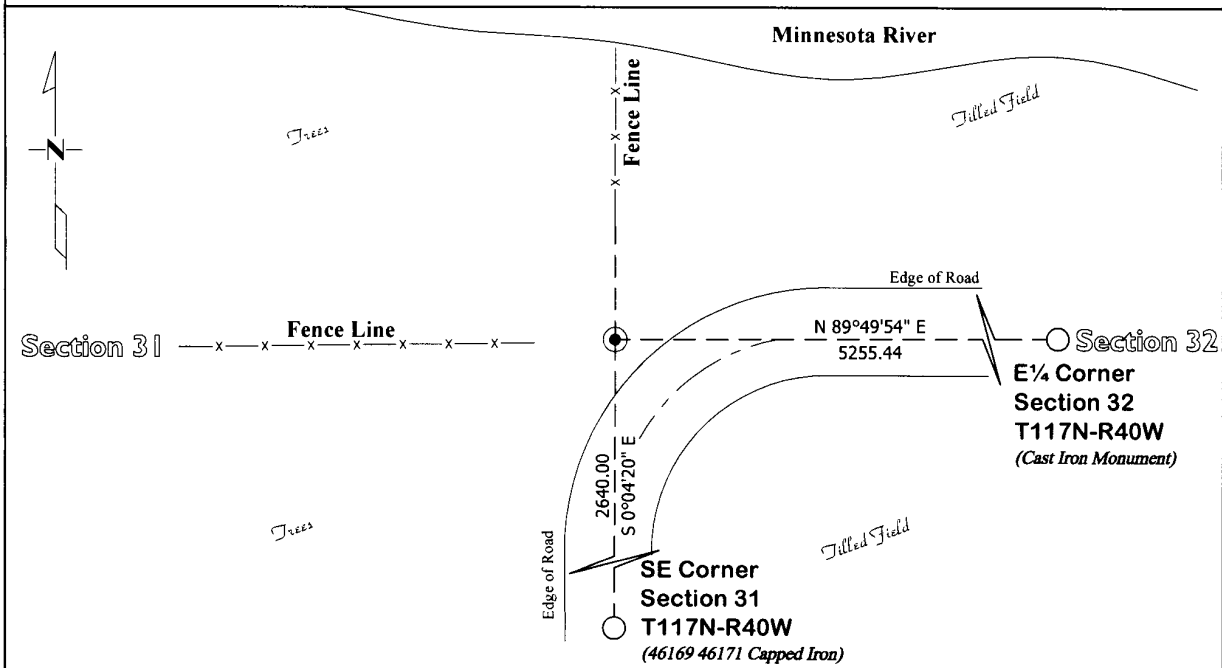 Minnesota River
Tilled Field
Trees
Fence Line
N
Edge of Road
Section 31
Fence Line
N 89°49'54" E
5255.44
Section 32
E¼ Corner
Section 32
T117N-R40W
(Cast Iron Monument)
2640.00
S 0°04'20" E
Trees
Tilled Field
Edge of Road
SE Corner
Section 31
T117N-R40W
(46169 46171 Capped Iron)